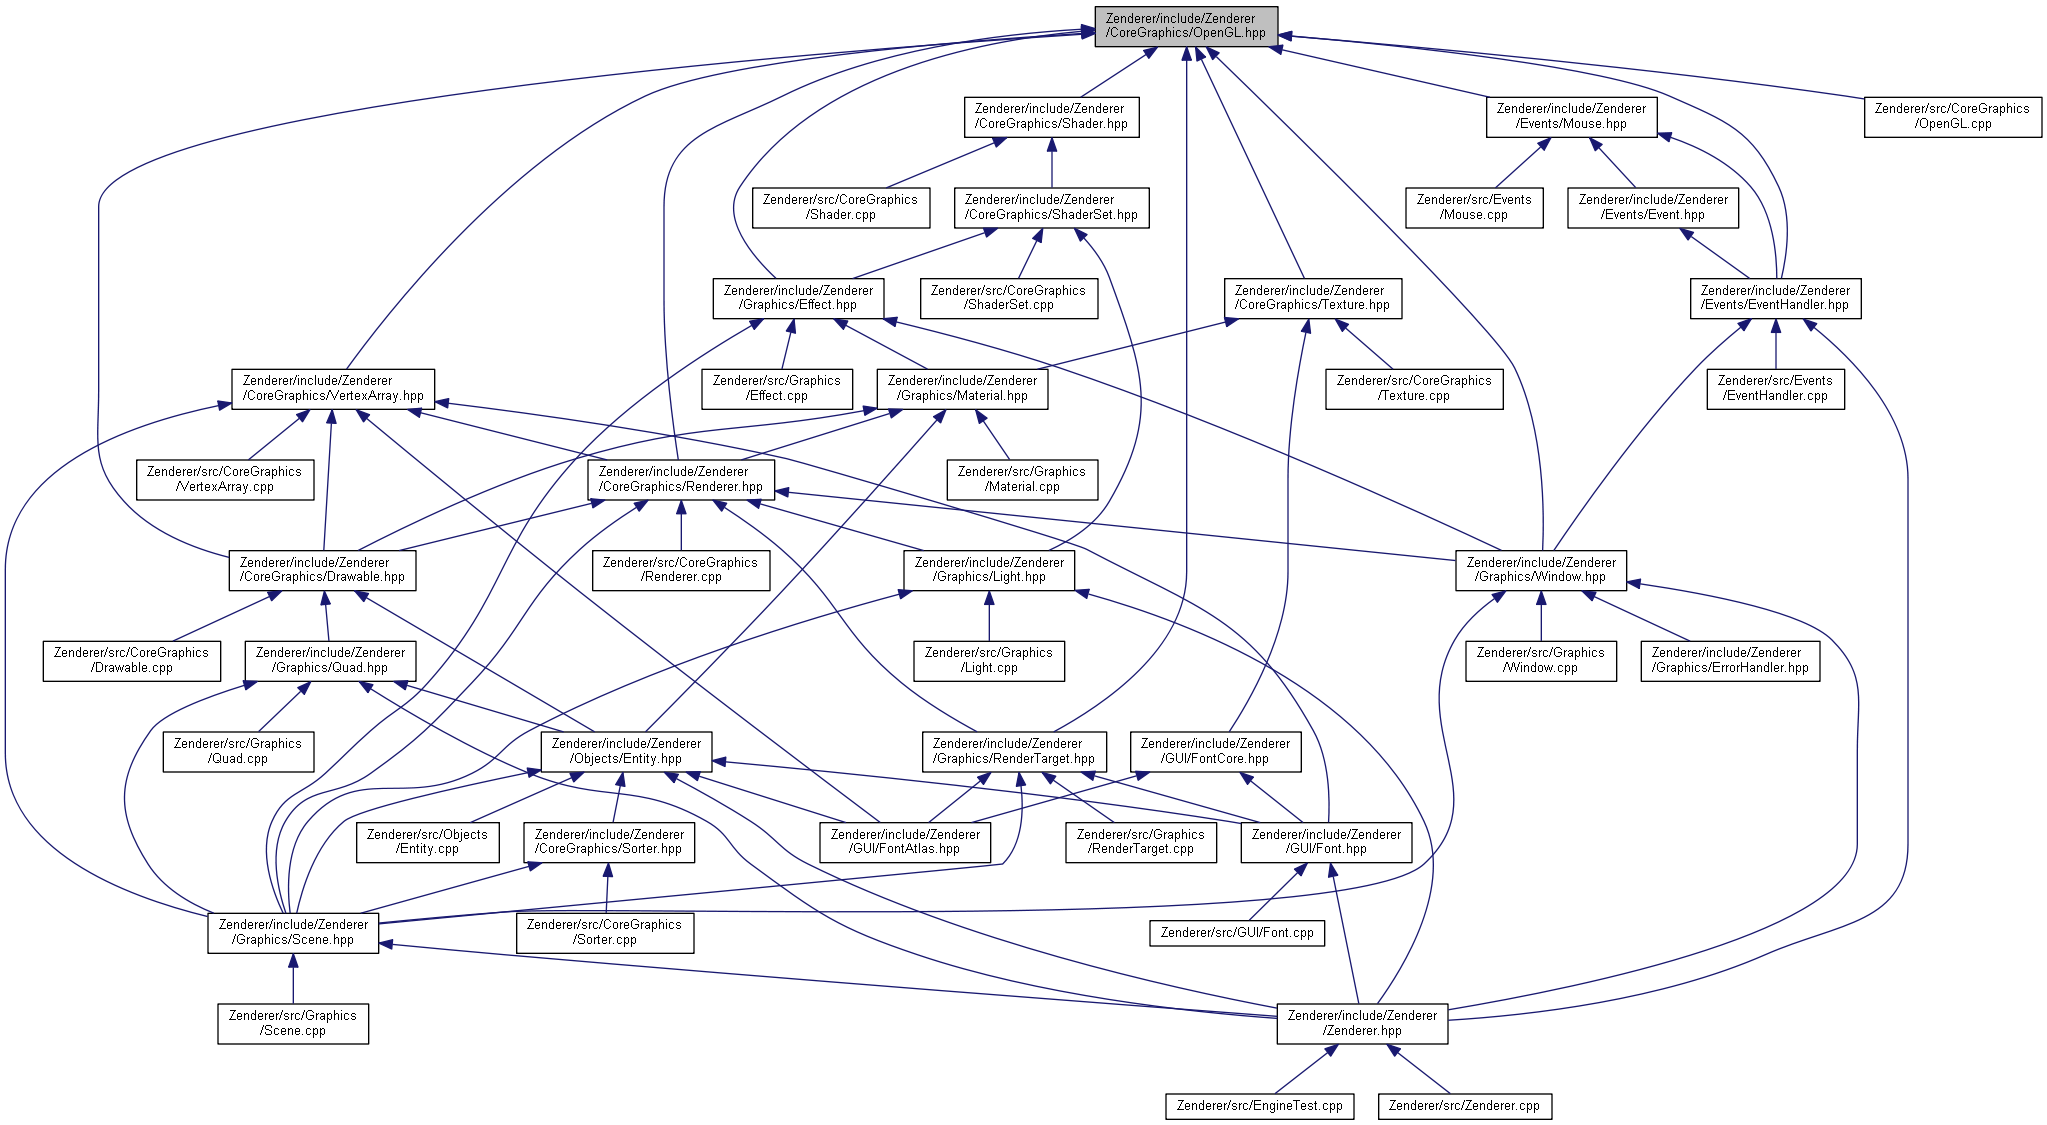 Zenderer/include/Zenderer
/CoreGraphics/OpenGL.hpp
Zenderer/include/Zenderer
/CoreGraphics/Shader.hpp
Zenderer/include/Zenderer
/Events/Mouse.hpp
Zenderer/src/CoreGraphics
/OpenGL.cpp
Zenderer/src/CoreGraphics
/Shader.cpp
Zenderer/include/Zenderer
/CoreGraphics/ShaderSet.hpp
Zenderer/src/Events
/Mouse.cpp
Zenderer/include/Zenderer
/Events/Event.hpp
Zenderer/include/Zenderer
/Graphics/Effect.hpp
Zenderer/src/CoreGraphics
/ShaderSet.cpp
Zenderer/include/Zenderer
/CoreGraphics/Texture.hpp
Zenderer/include/Zenderer
/Events/EventHandler.hpp
Zenderer/include/Zenderer
/CoreGraphics/VertexArray.hpp
Zenderer/src/Graphics
/Effect.cpp
Zenderer/include/Zenderer
/Graphics/Material.hpp
Zenderer/src/CoreGraphics
/Texture.cpp
Zenderer/src/Events
/EventHandler.cpp
Zenderer/src/CoreGraphics
/VertexArray.cpp
Zenderer/include/Zenderer
/CoreGraphics/Renderer.hpp
Zenderer/src/Graphics
/Material.cpp
Zenderer/include/Zenderer
/CoreGraphics/Drawable.hpp
Zenderer/src/CoreGraphics
/Renderer.cpp
Zenderer/include/Zenderer
/Graphics/Light.hpp
Zenderer/include/Zenderer
/Graphics/Window.hpp
Zenderer/src/CoreGraphics
/Drawable.cpp
Zenderer/include/Zenderer
/Graphics/Quad.hpp
Zenderer/src/Graphics
/Light.cpp
Zenderer/src/Graphics
/Window.cpp
Zenderer/include/Zenderer
/Graphics/ErrorHandler.hpp
Zenderer/src/Graphics
/Quad.cpp
Zenderer/include/Zenderer
/Objects/Entity.hpp
Zenderer/include/Zenderer
/Graphics/RenderTarget.hpp
Zenderer/include/Zenderer
/GUI/FontCore.hpp
Zenderer/src/Objects
/Entity.cpp
Zenderer/include/Zenderer
/CoreGraphics/Sorter.hpp
Zenderer/include/Zenderer
/GUI/FontAtlas.hpp
Zenderer/src/Graphics
/RenderTarget.cpp
Zenderer/include/Zenderer
/GUI/Font.hpp
Zenderer/include/Zenderer
/Graphics/Scene.hpp
Zenderer/src/CoreGraphics
/Sorter.cpp
Zenderer/src/GUI/Font.cpp
Zenderer/src/Graphics
/Scene.cpp
Zenderer/include/Zenderer
/Zenderer.hpp
Zenderer/src/EngineTest.cpp
Zenderer/src/Zenderer.cpp